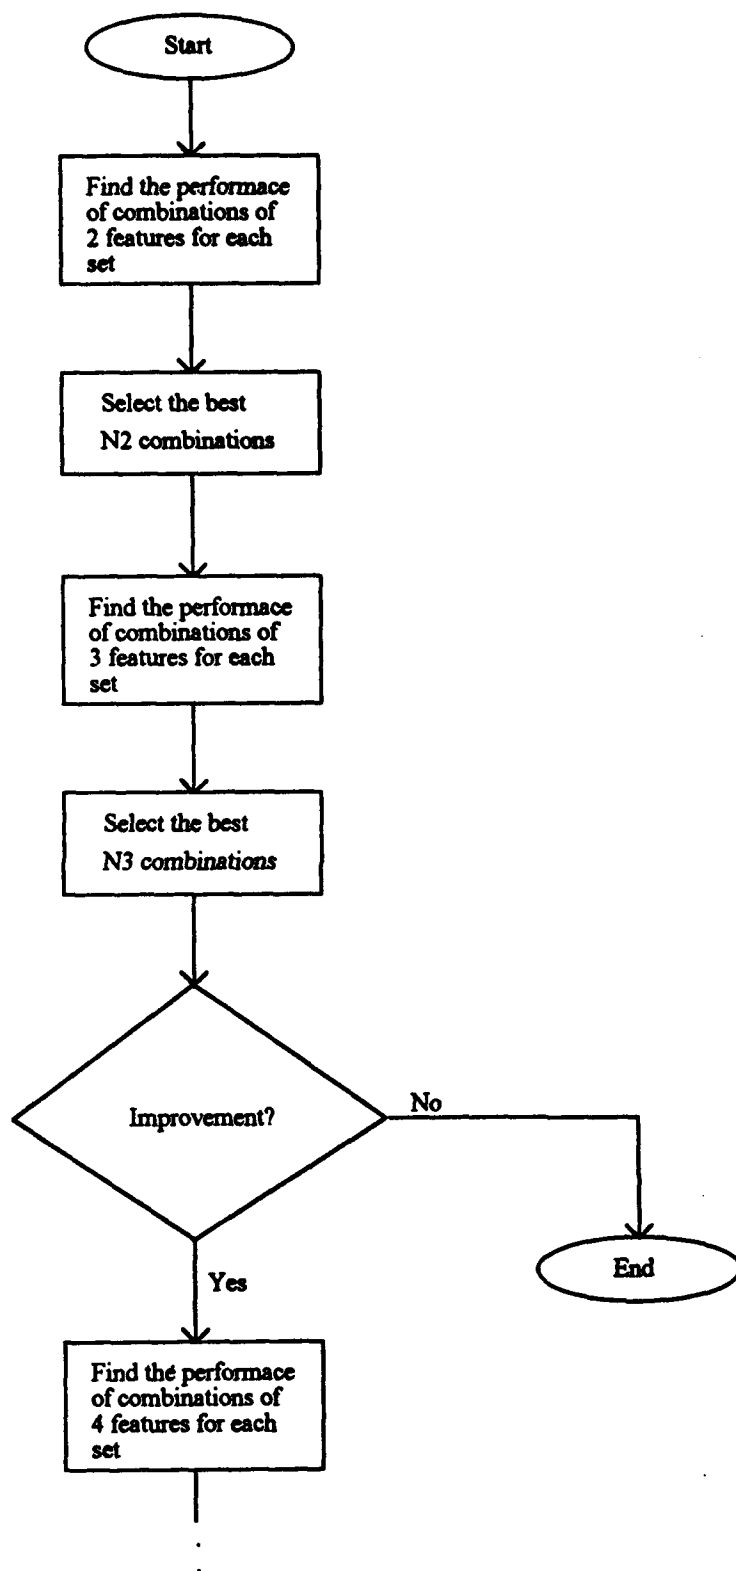 Start
Find the performace
of combinations of
2 features for each
set
Select the best
N2 combinations
Find the performace
of combinations of
3 features for each
set
Select the best
N3 combinations
Improvement?
No
End
Yes
Find the performace
of combinations of
4 features for each
set